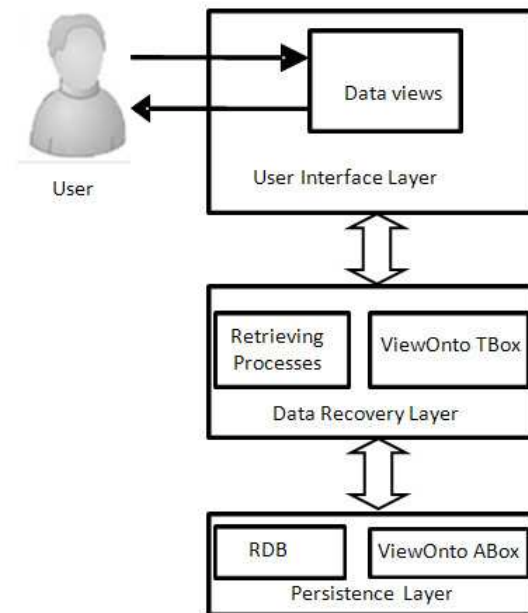 Data views
User
User Interface Layer
Retrieving
Processes
ViewOnto TBox
Data Recovery Layer
RDB
ViewOnto ABox
Persistence Layer